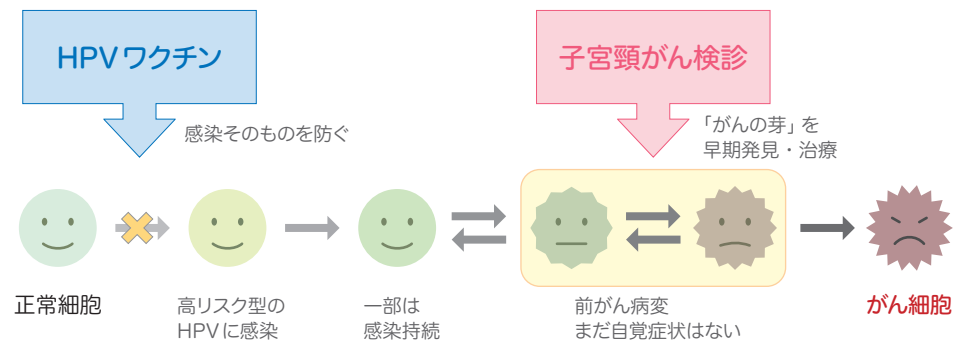 HPVワクチン
子宮頸がん検診
感染そのものを防ぐ
「がんの芽」を
早期発見・治療
正常細胞
高リスク型の
HPVに感染
一部は
感染持続
前がん病変
まだ自覚症状はない
がん細胞